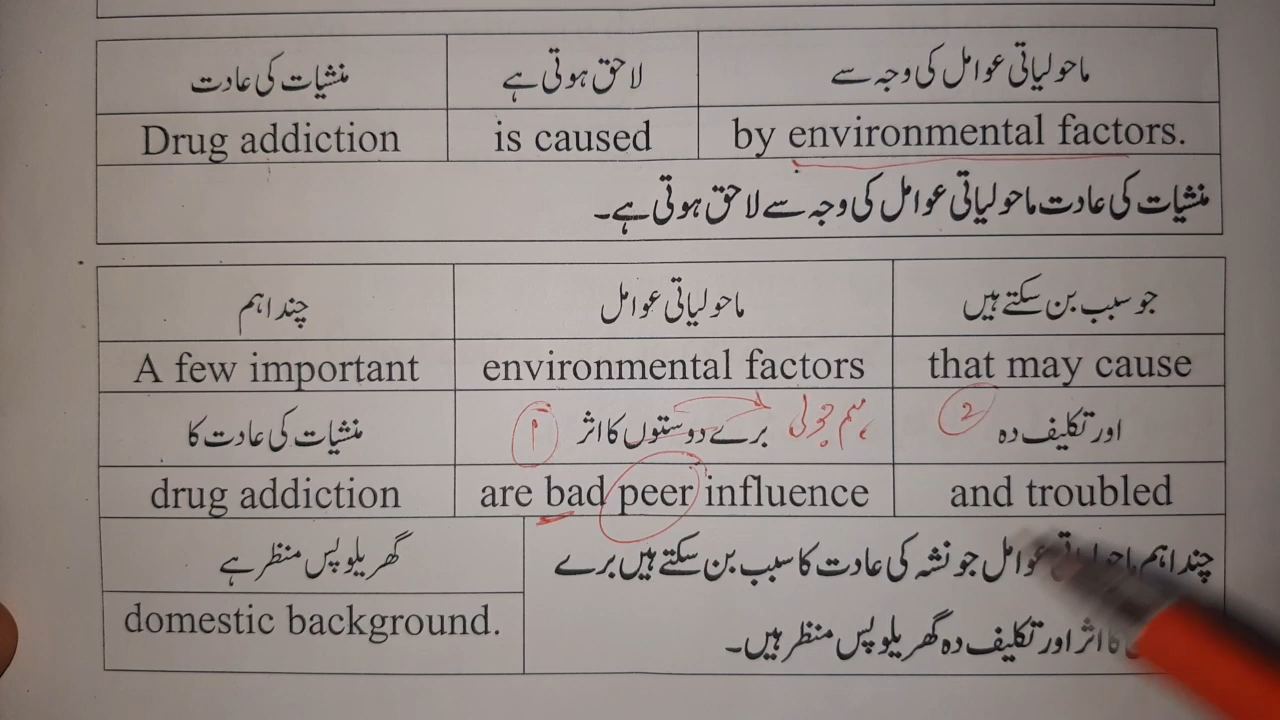 منشیات کی عادت	لاحق ہوتی ہے	ماحولیاتی عوامل کی وجہ سے
Drug addiction	is caused	by environmental factors.
منشیات کی عادت ماحولیاتی عوامل کی وجہ سے لاحق ہوتی ہے۔
چند اہم	ماحولیاتی عوامل	جو سبب بن سکتے ہیں
A few important	environmental factors	that may cause
منشیات کی عادت کا	۱	برے دوستوں کا اثر	ہم جولی	2	اور تکلیف دہ
drug addiction	are bad peer influence	and troubled
گھریلو پس منظر ہے
domestic background.
چند اہم عوامل جو نشہ کی عادت کا سبب بن سکتے ہیں برے
کا اثر اور تکلیف دہ گھریلو پس منظر ہیں۔